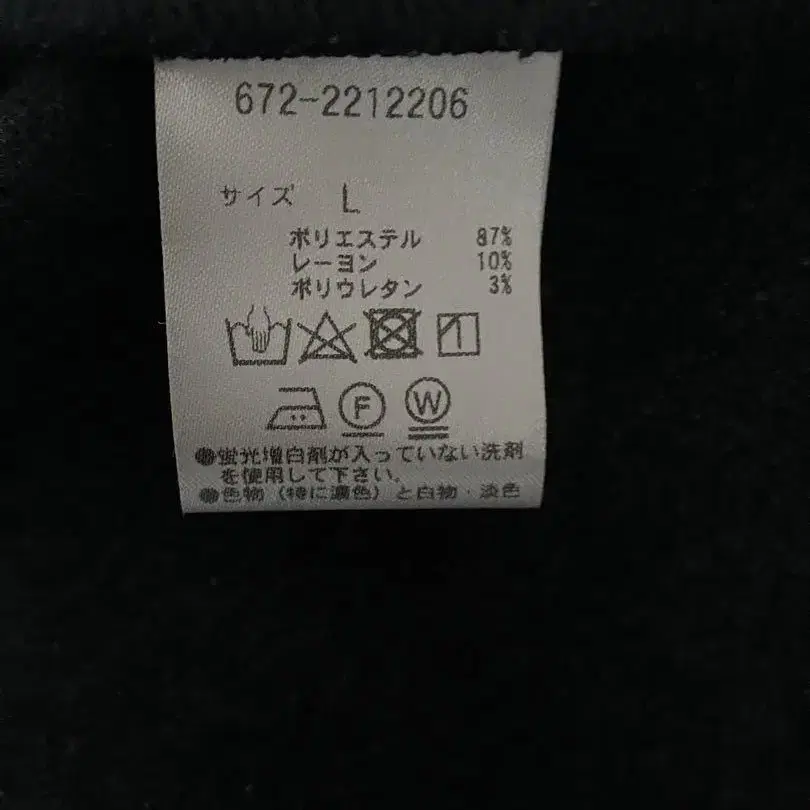 672-2212206
サイズ L
ポリエステル 87%
レーヨン 10%
ポリウレタン 3%
F W
●蛍光増白剤が入っていない洗剤
を使用して下さい。
●色物（特に濃色）と白物・淡色